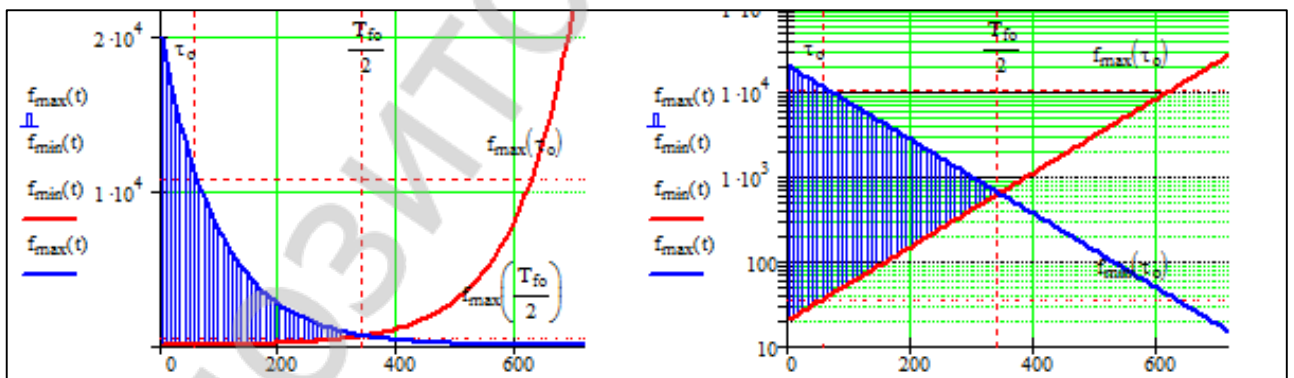 2·10⁴
τₒ
T_fo
2
f_max(t)
f_min(t)
f_min(t)
f_max(t)
1·10⁴
f_max(τₒ)
f_max(T_fo/2)
0
200
400
600
τₒ
T_fo
2
f_max(τₒ)
f_max(t)
f_min(t)
f_min(t)
f_max(t)
1·10⁴
1·10³
100
10
f_min(τₒ)
0
200
400
600
ЗИТО